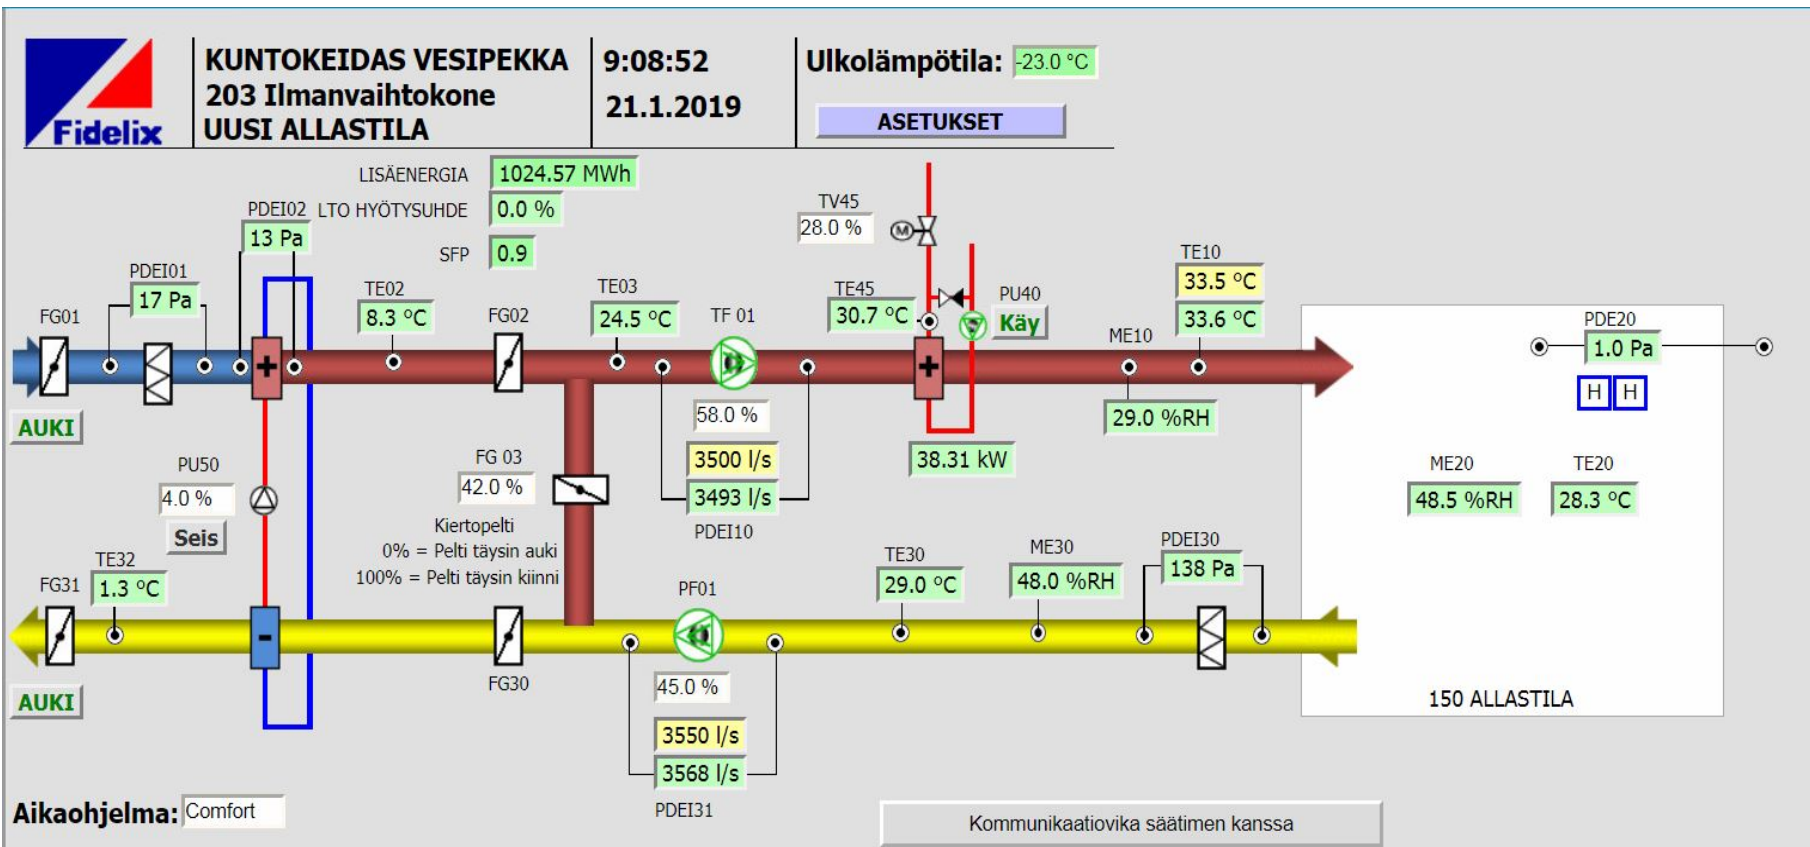 Fidelix
KUNTOKEIDAS VESIPEKKA
203 Ilmanvaihtokone
UUSI ALLASTILA
9:08:52
21.1.2019
Ulkolämpötila: -23.0 °C
ASETUKSET
LISÄENERGIA 1024.57 MWh
LTO HYÖTYSUHDE 0.0 %
SFP 0.9
PDEI02
13 Pa
PDEI01
17 Pa
FG01
AUKI
TE02
8.3 °C
FG02
TE03
24.5 °C
TF 01
58.0 %
3500 l/s
3493 l/s
PDEI10
TV45
28.0 %
M
TE45
30.7 °C
PU40
Käy
38.31 kW
ME10
29.0 %RH
TE10
33.5 °C
33.6 °C
PDE20
1.0 Pa
H H
ME20
48.5 %RH
TE20
28.3 °C
150 ALLASTILA
PU50
4.0 %
Seis
FG 03
42.0 %
Kiertopelti
0% = Pelti täysin auki
100% = Pelti täysin kiinni
TE32
1.3 °C
FG31
AUKI
FG30
PF01
45.0 %
3550 l/s
3568 l/s
PDEI31
TE30
29.0 °C
ME30
48.0 %RH
PDEI30
138 Pa
Aikaohjelma: Comfort
Kommunikaatiovika säätimen kanssa